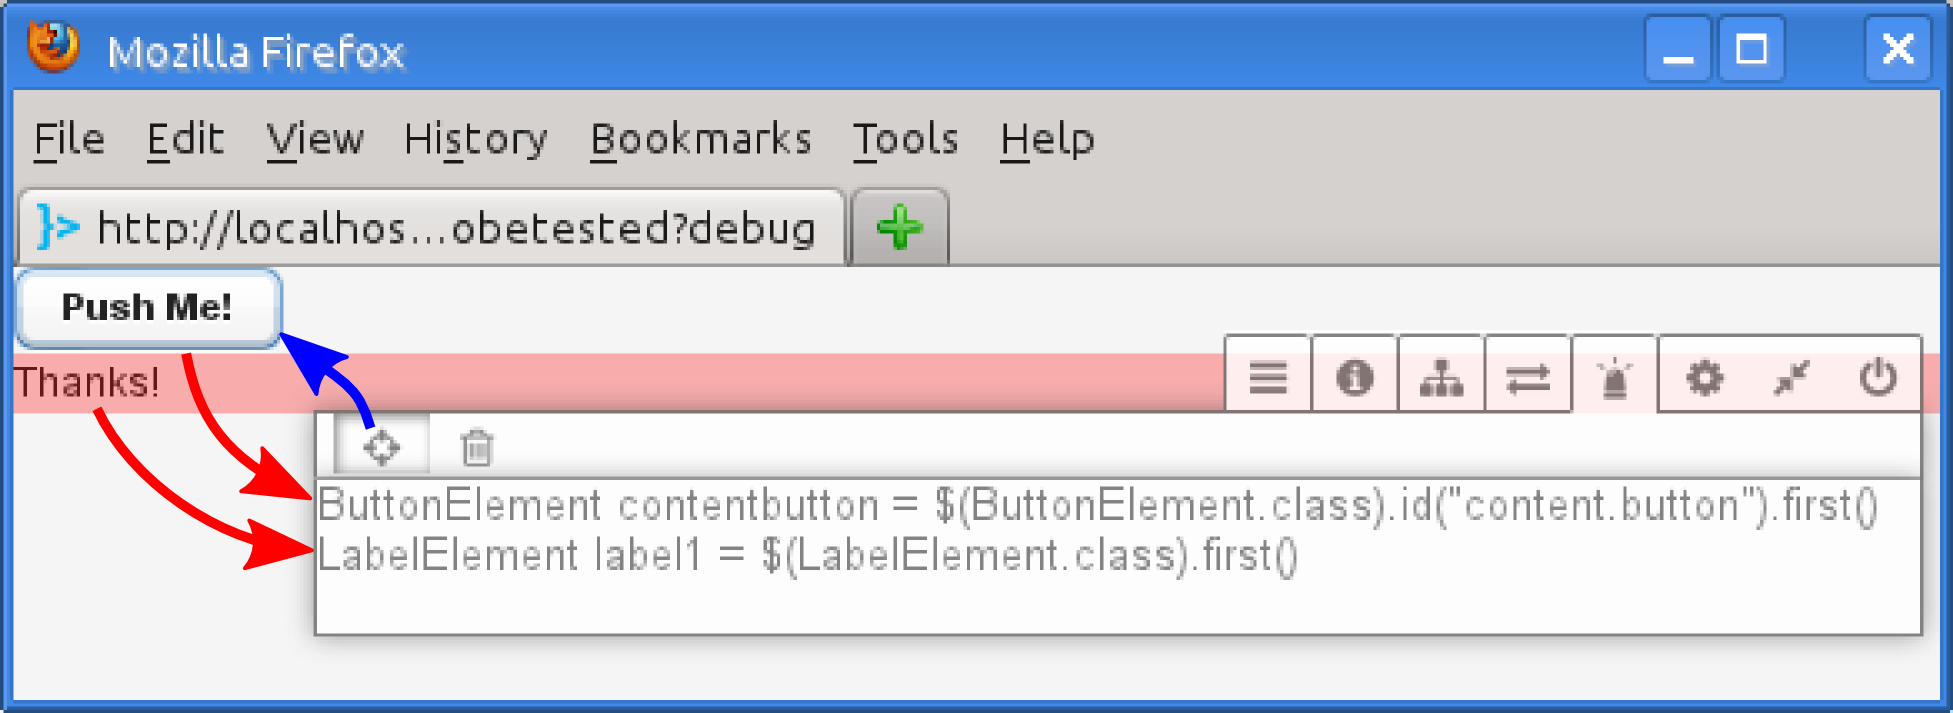 Mozilla Firefox
File Edit View History Bookmarks Tools Help
http://localhos...obetested?debug
Push Me!
Thanks!
ButtonElement contentbutton = $(ButtonElement.class).id("content.button").first()
LabelElement label1 = $(LabelElement.class).first()